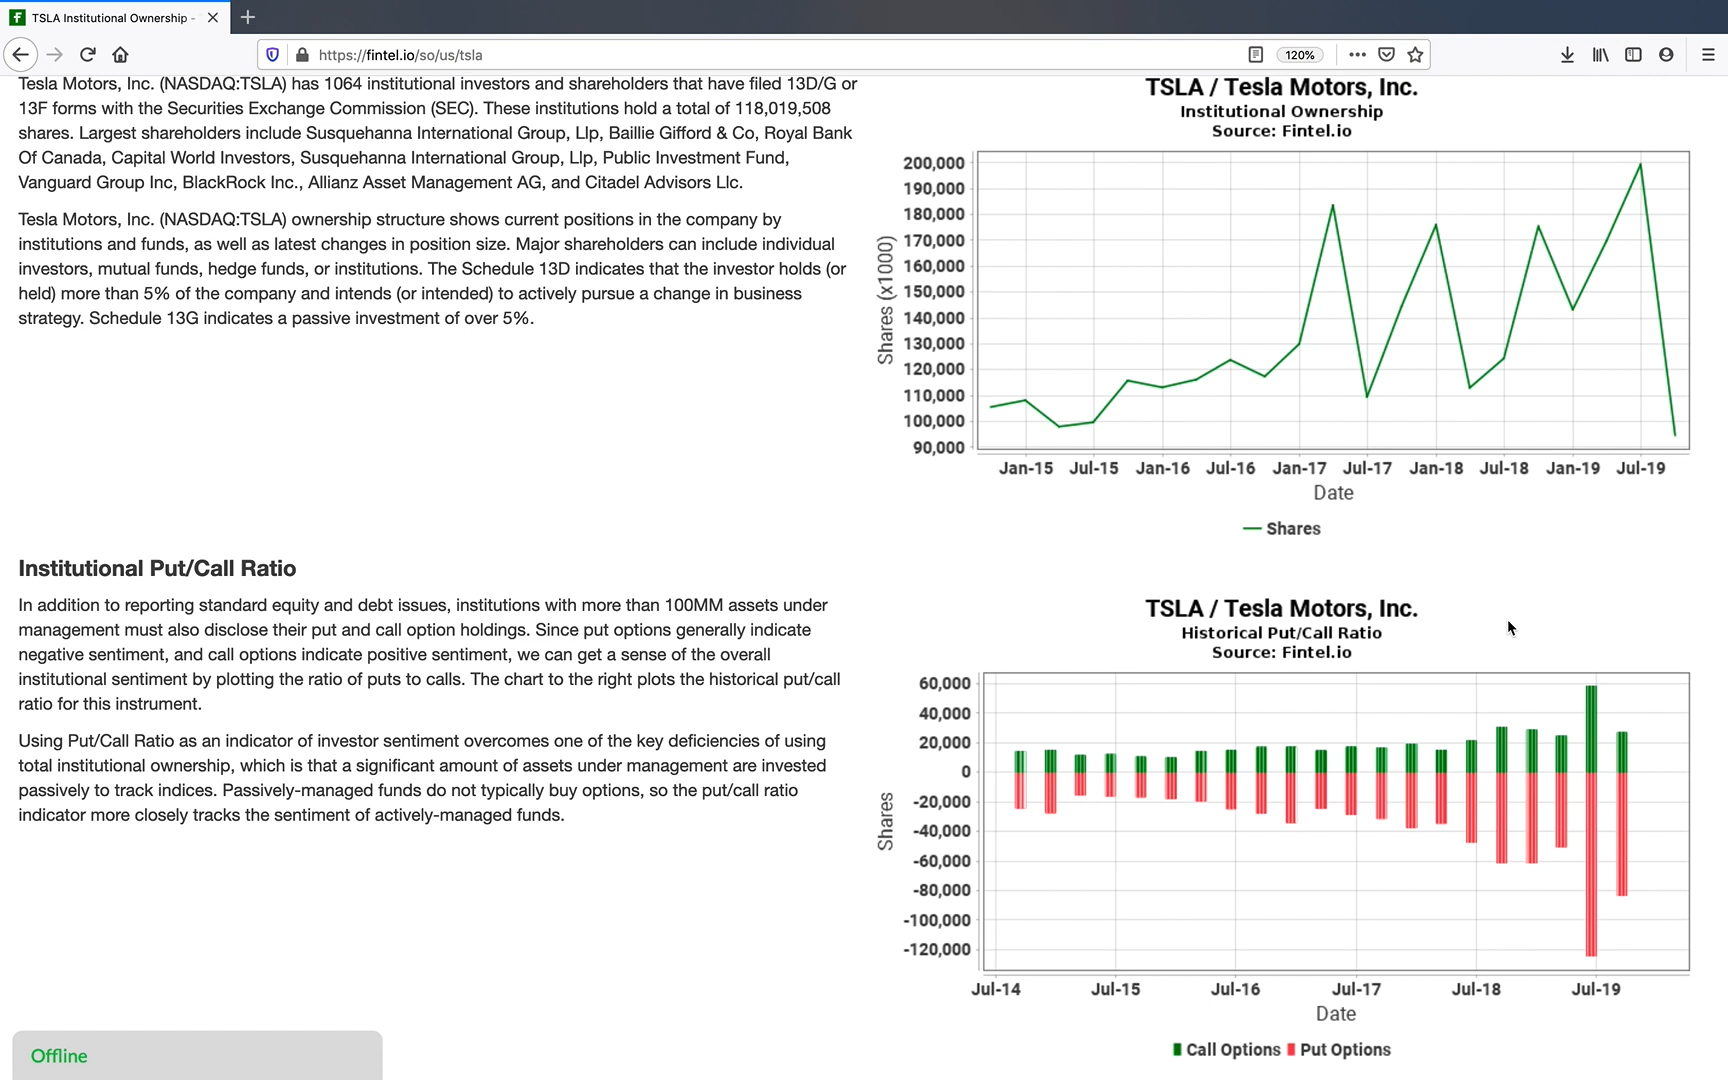 TSLA Institutional Ownership -
https://fintel.io/so/us/tsla
120%
Tesla Motors, Inc. (NASDAQ:TSLA) has 1064 institutional investors and shareholders that have filed 13D/G or
13F forms with the Securities Exchange Commission (SEC). These institutions hold a total of 118,019,508
shares. Largest shareholders include Susquehanna International Group, Llp, Baillie Gifford & Co, Royal Bank
Of Canada, Capital World Investors, Susquehanna International Group, Llp, Public Investment Fund,
Vanguard Group Inc, BlackRock Inc., Allianz Asset Management AG, and Citadel Advisors Llc.
Tesla Motors, Inc. (NASDAQ:TSLA) ownership structure shows current positions in the company by
institutions and funds, as well as latest changes in position size. Major shareholders can include individual
investors, mutual funds, hedge funds, or institutions. The Schedule 13D indicates that the investor holds (or
held) more than 5% of the company and intends (or intended) to actively pursue a change in business
strategy. Schedule 13G indicates a passive investment of over 5%.
TSLA / Tesla Motors, Inc.
Institutional Ownership
Source: Fintel.io
Shares (x1000)
200,000
190,000
180,000
170,000
160,000
150,000
140,000
130,000
120,000
110,000
100,000
90,000
Jan-15 Jul-15 Jan-16 Jul-16 Jan-17 Jul-17 Jan-18 Jul-18 Jan-19 Jul-19
Date
Shares
Institutional Put/Call Ratio
In addition to reporting standard equity and debt issues, institutions with more than 100MM assets under
management must also disclose their put and call option holdings. Since put options generally indicate
negative sentiment, and call options indicate positive sentiment, we can get a sense of the overall
institutional sentiment by plotting the ratio of puts to calls. The chart to the right plots the historical put/call
ratio for this instrument.
Using Put/Call Ratio as an indicator of investor sentiment overcomes one of the key deficiencies of using
total institutional ownership, which is that a significant amount of assets under management are invested
passively to track indices. Passively-managed funds do not typically buy options, so the put/call ratio
indicator more closely tracks the sentiment of actively-managed funds.
TSLA / Tesla Motors, Inc.
Historical Put/Call Ratio
Source: Fintel.io
Shares
60,000
40,000
20,000
0
-20,000
-40,000
-60,000
-80,000
-100,000
-120,000
Jul-14 Jul-15 Jul-16 Jul-17 Jul-18 Jul-19
Date
Call Options Put Options
Offline